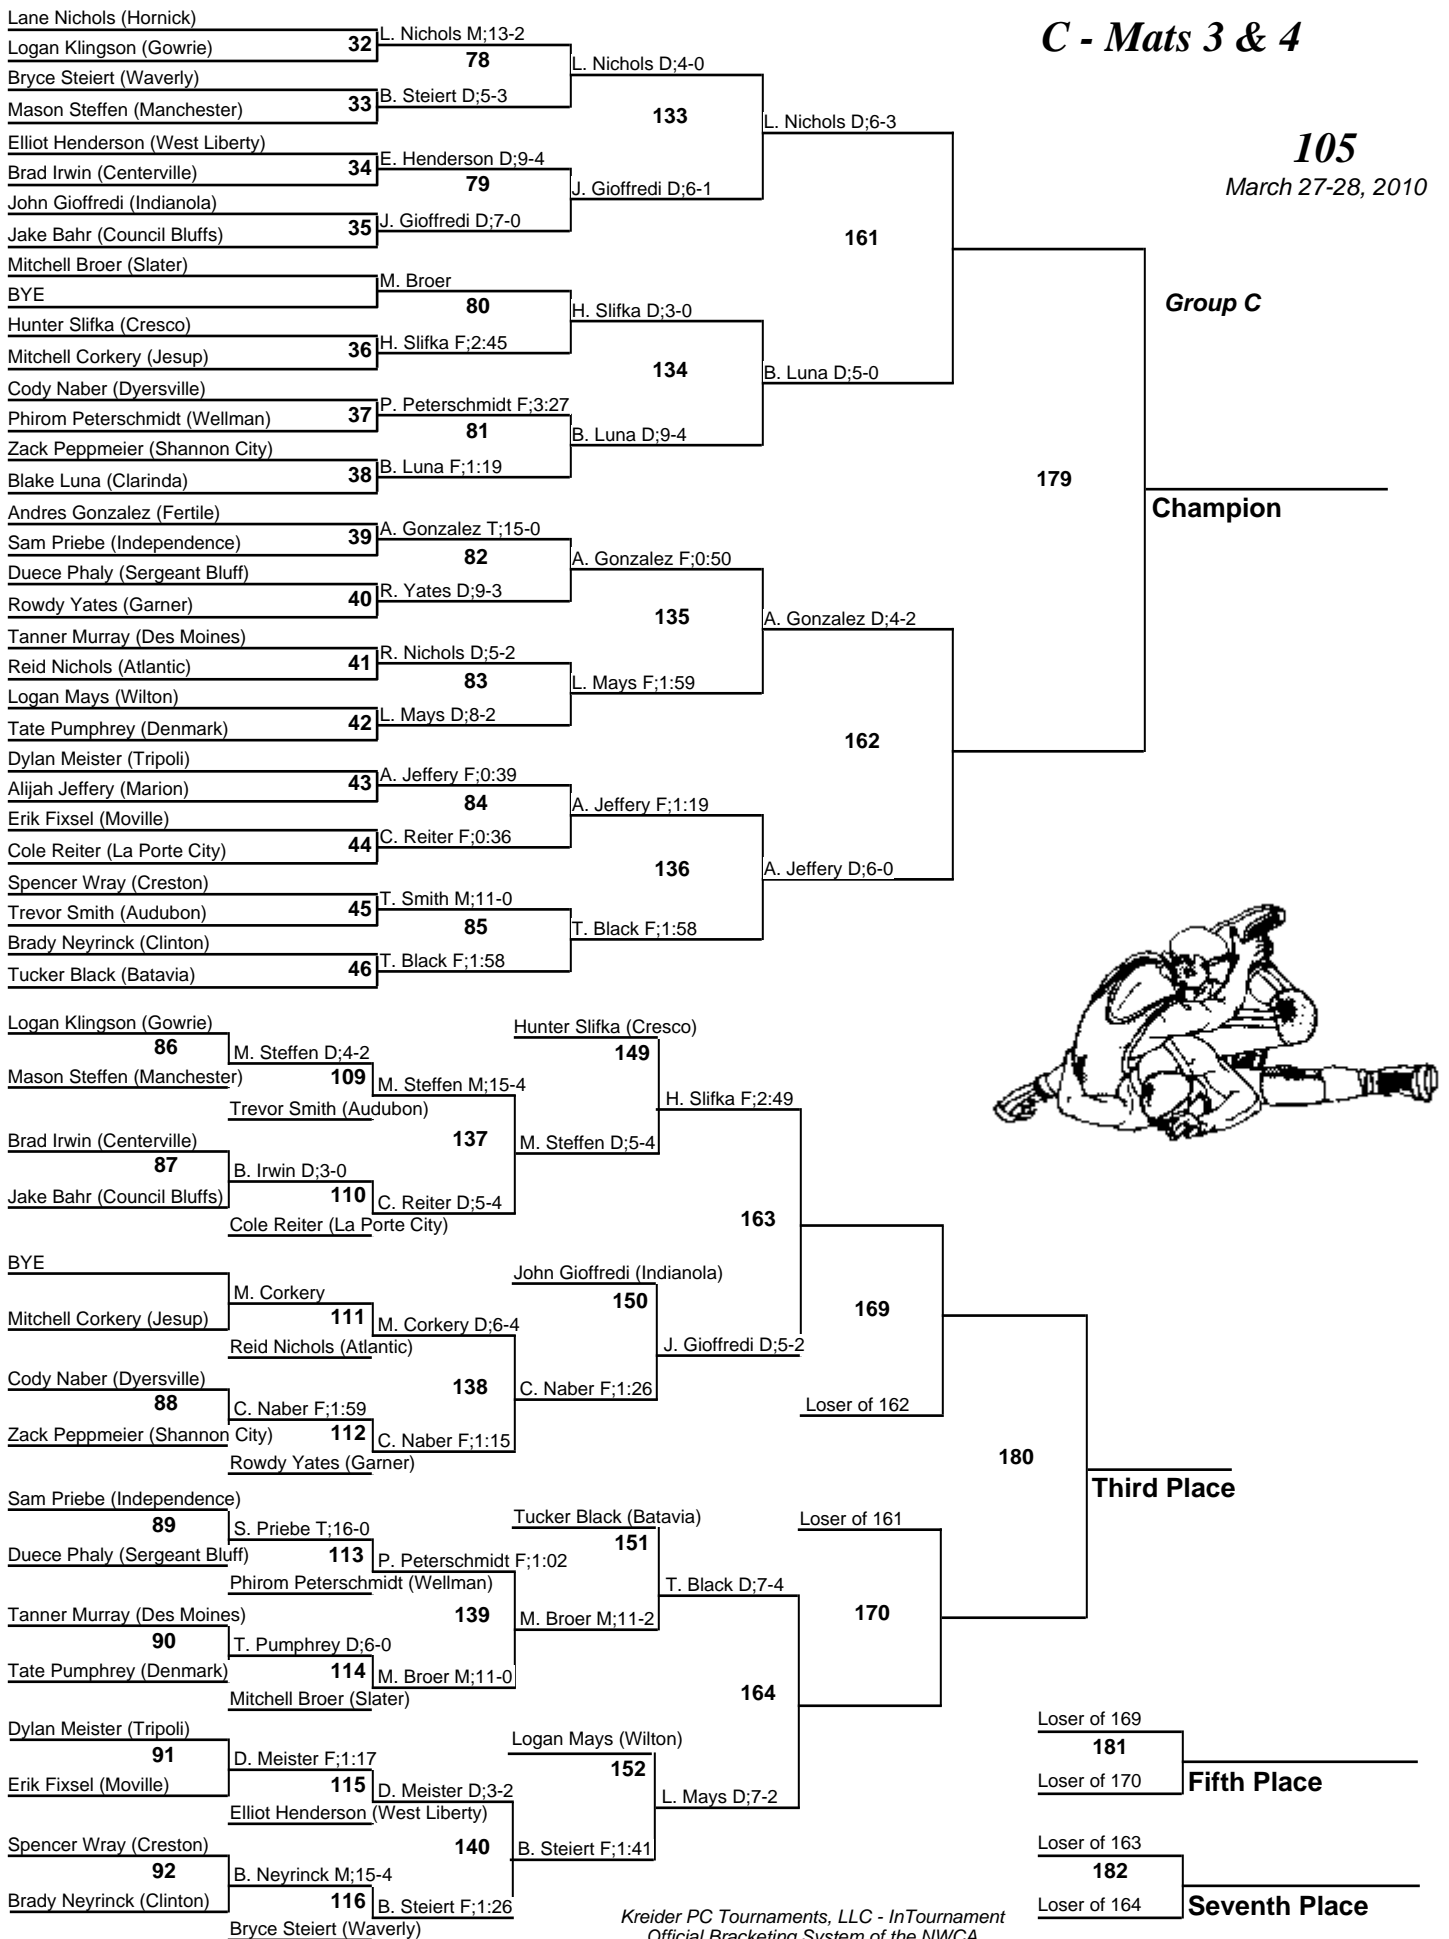 C - Mats 3 & 4
105
March 27-28, 2010
Group C
Lane Nichols (Hornick)
32
L. Nichols M;13-2
Logan Klingson (Gowrie)
78
L. Nichols D;4-0
Bryce Steiert (Waverly)
33
B. Steiert D;5-3
Mason Steffen (Manchester)
133
L. Nichols D;6-3
Elliot Henderson (West Liberty)
34
E. Henderson D;9-4
Brad Irwin (Centerville)
79
J. Gioffredi D;6-1
John Gioffredi (Indianola)
35
J. Gioffredi D;7-0
Jake Bahr (Council Bluffs)
161
Mitchell Broer (Slater)
M. Broer
BYE
80
H. Slifka D;3-0
Hunter Slifka (Cresco)
36
H. Slifka F;2:45
Mitchell Corkery (Jesup)
134
B. Luna D;5-0
Cody Naber (Dyersville)
37
P. Peterschmidt F;3:27
Phirom Peterschmidt (Wellman)
81
B. Luna D;9-4
Zack Peppmeier (Shannon City)
38
B. Luna F;1:19
Blake Luna (Clarinda)
179
Champion
Andres Gonzalez (Fertile)
39
A. Gonzalez T;15-0
Sam Priebe (Independence)
82
A. Gonzalez F;0:50
Duece Phaly (Sergeant Bluff)
40
R. Yates D;9-3
Rowdy Yates (Garner)
135
A. Gonzalez D;4-2
Tanner Murray (Des Moines)
41
R. Nichols D;5-2
Reid Nichols (Atlantic)
83
L. Mays F;1:59
Logan Mays (Wilton)
42
L. Mays D;8-2
Tate Pumphrey (Denmark)
162
Dylan Meister (Tripoli)
43
A. Jeffery F;0:39
Alijah Jeffery (Marion)
84
A. Jeffery F;1:19
Erik Fixsel (Moville)
44
C. Reiter F;0:36
Cole Reiter (La Porte City)
136
A. Jeffery D;6-0
Spencer Wray (Creston)
45
T. Smith M;11-0
Trevor Smith (Audubon)
85
T. Black F;1:58
Brady Neyrinck (Clinton)
46
T. Black F;1:58
Tucker Black (Batavia)
Logan Klingson (Gowrie)
86
M. Steffen D;4-2
Mason Steffen (Manchester)
109
M. Steffen M;15-4
Trevor Smith (Audubon)
Hunter Slifka (Cresco)
149
H. Slifka F;2:49
137
M. Steffen D;5-4
Brad Irwin (Centerville)
87
B. Irwin D;3-0
Jake Bahr (Council Bluffs)
110
C. Reiter D;5-4
Cole Reiter (La Porte City)
163
BYE
M. Corkery
Mitchell Corkery (Jesup)
111
M. Corkery D;6-4
Reid Nichols (Atlantic)
John Gioffredi (Indianola)
150
J. Gioffredi D;5-2
169
138
C. Naber F;1:26
Loser of 162
Cody Naber (Dyersville)
88
C. Naber F;1:59
Zack Peppmeier (Shannon City)
112
C. Naber F;1:15
Rowdy Yates (Garner)
180
Third Place
Sam Priebe (Independence)
89
S. Priebe T;16-0
Duece Phaly (Sergeant Bluff)
113
P. Peterschmidt F;1:02
Phirom Peterschmidt (Wellman)
Tucker Black (Batavia)
151
T. Black D;7-4
Loser of 161
170
139
M. Broer M;11-2
Tanner Murray (Des Moines)
90
T. Pumphrey D;6-0
Tate Pumphrey (Denmark)
114
M. Broer M;11-0
Mitchell Broer (Slater)
164
Dylan Meister (Tripoli)
91
D. Meister F;1:17
Erik Fixsel (Moville)
115
D. Meister D;3-2
Elliot Henderson (West Liberty)
Logan Mays (Wilton)
152
L. Mays D;7-2
140
B. Steiert F;1:41
Spencer Wray (Creston)
92
B. Neyrinck M;15-4
Brady Neyrinck (Clinton)
116
B. Steiert F;1:26
Bryce Steiert (Waverly)
Loser of 169
181
Loser of 170
Fifth Place
Loser of 163
182
Loser of 164
Seventh Place
Kreider PC Tournaments, LLC - InTournament
Official Bracketing System of the NWCA